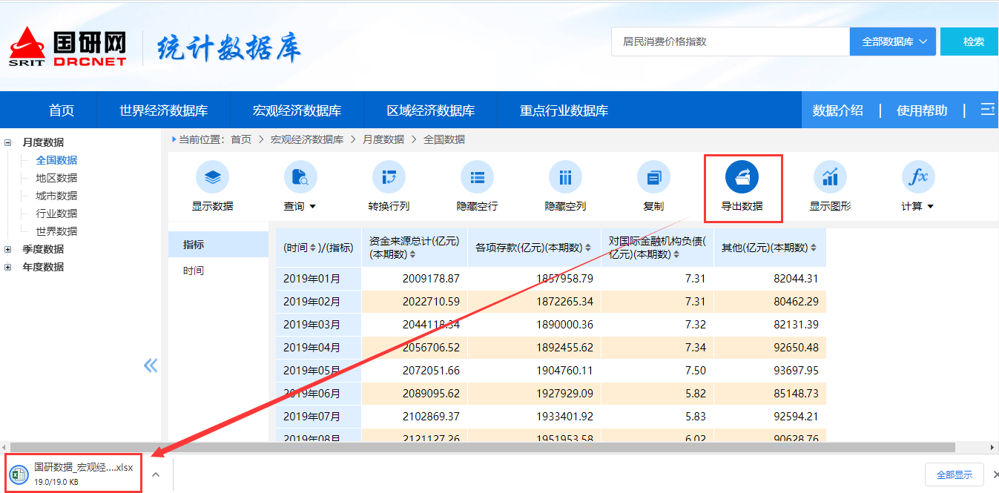 国研网
SRIT DRCNET
统计数据库
居民消费价格指数
全部数据库
检索
首页
世界经济数据库
宏观经济数据库
区域经济数据库
重点行业数据库
数据介绍 | 使用帮助 |
月度数据
全国数据
地区数据
城市数据
行业数据
世界数据
季度数据
年度数据
当前位置: 首页 > 宏观经济数据库 > 月度数据 > 全国数据
显示数据
查询
转换行列
隐藏空行
隐藏空列
复制
导出数据
显示图形
fx
计算
指标
时间
(时间)/(指标)
资金来源总计(亿元)
(本期数)
各项存款(亿元)(本期数)
对国际金融机构负债(
亿元)(本期数)
其他(亿元)(本期数)
2019年01月 2009178.87 1857958.79 7.31 82044.31
2019年02月 2022710.59 1872265.34 7.31 80462.29
2019年03月 2044118.34 1890000.36 7.32 82131.39
2019年04月 2056706.52 1892455.62 7.34 92650.48
2019年05月 2072051.66 1904760.11 7.50 93697.95
2019年06月 2089095.62 1927929.09 5.82 85148.73
2019年07月 2102869.37 1933401.92 5.83 92594.21
2019年08月 2121127.26 1951953.58 6.02 90628.76
国研数据_宏观经....xlsx
19.0/19.0 KB
全部显示